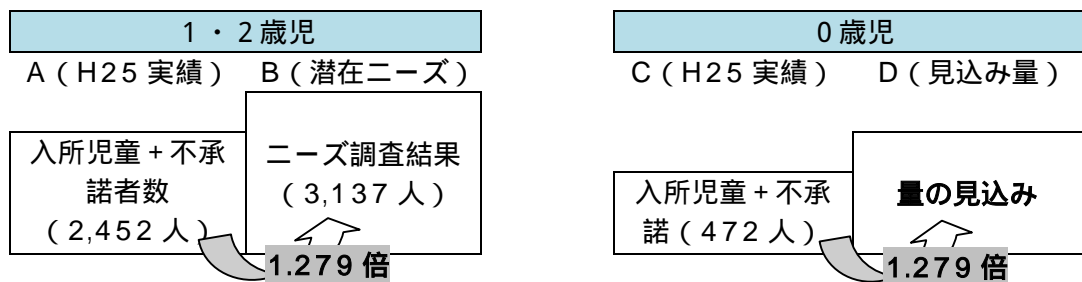 1・2歳児
A（H25実績） B（潜在ニーズ）
入所児童+不承
諾者数
（2,452人）
ニーズ調査結果
（3,137人）
1.279倍
0歳児
C（H25実績） D（見込み量）
入所児童+不承
諾（472人）
量の見込み
1.279倍